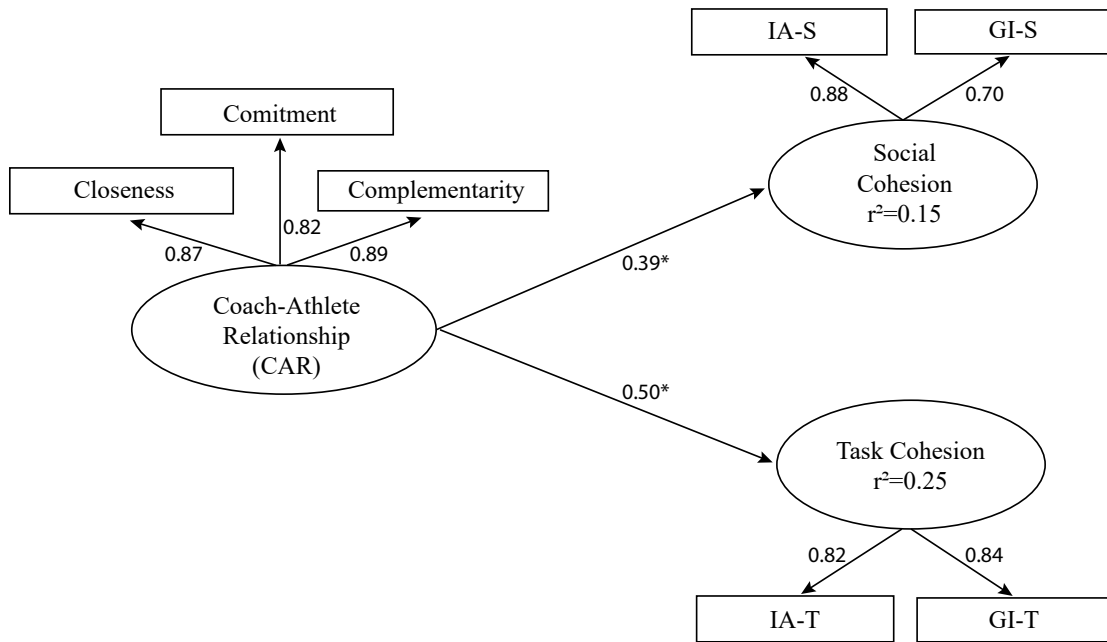 IA-S
GI-S
0.88
0.70
Comitment
Social
Cohesion
r²=0.15
Closeness
Complementarity
0.82
0.87
0.89
0.39*
Coach-Athlete
Relationship
(CAR)
0.50*
Task Cohesion
r²=0.25
0.82
0.84
IA-T
GI-T